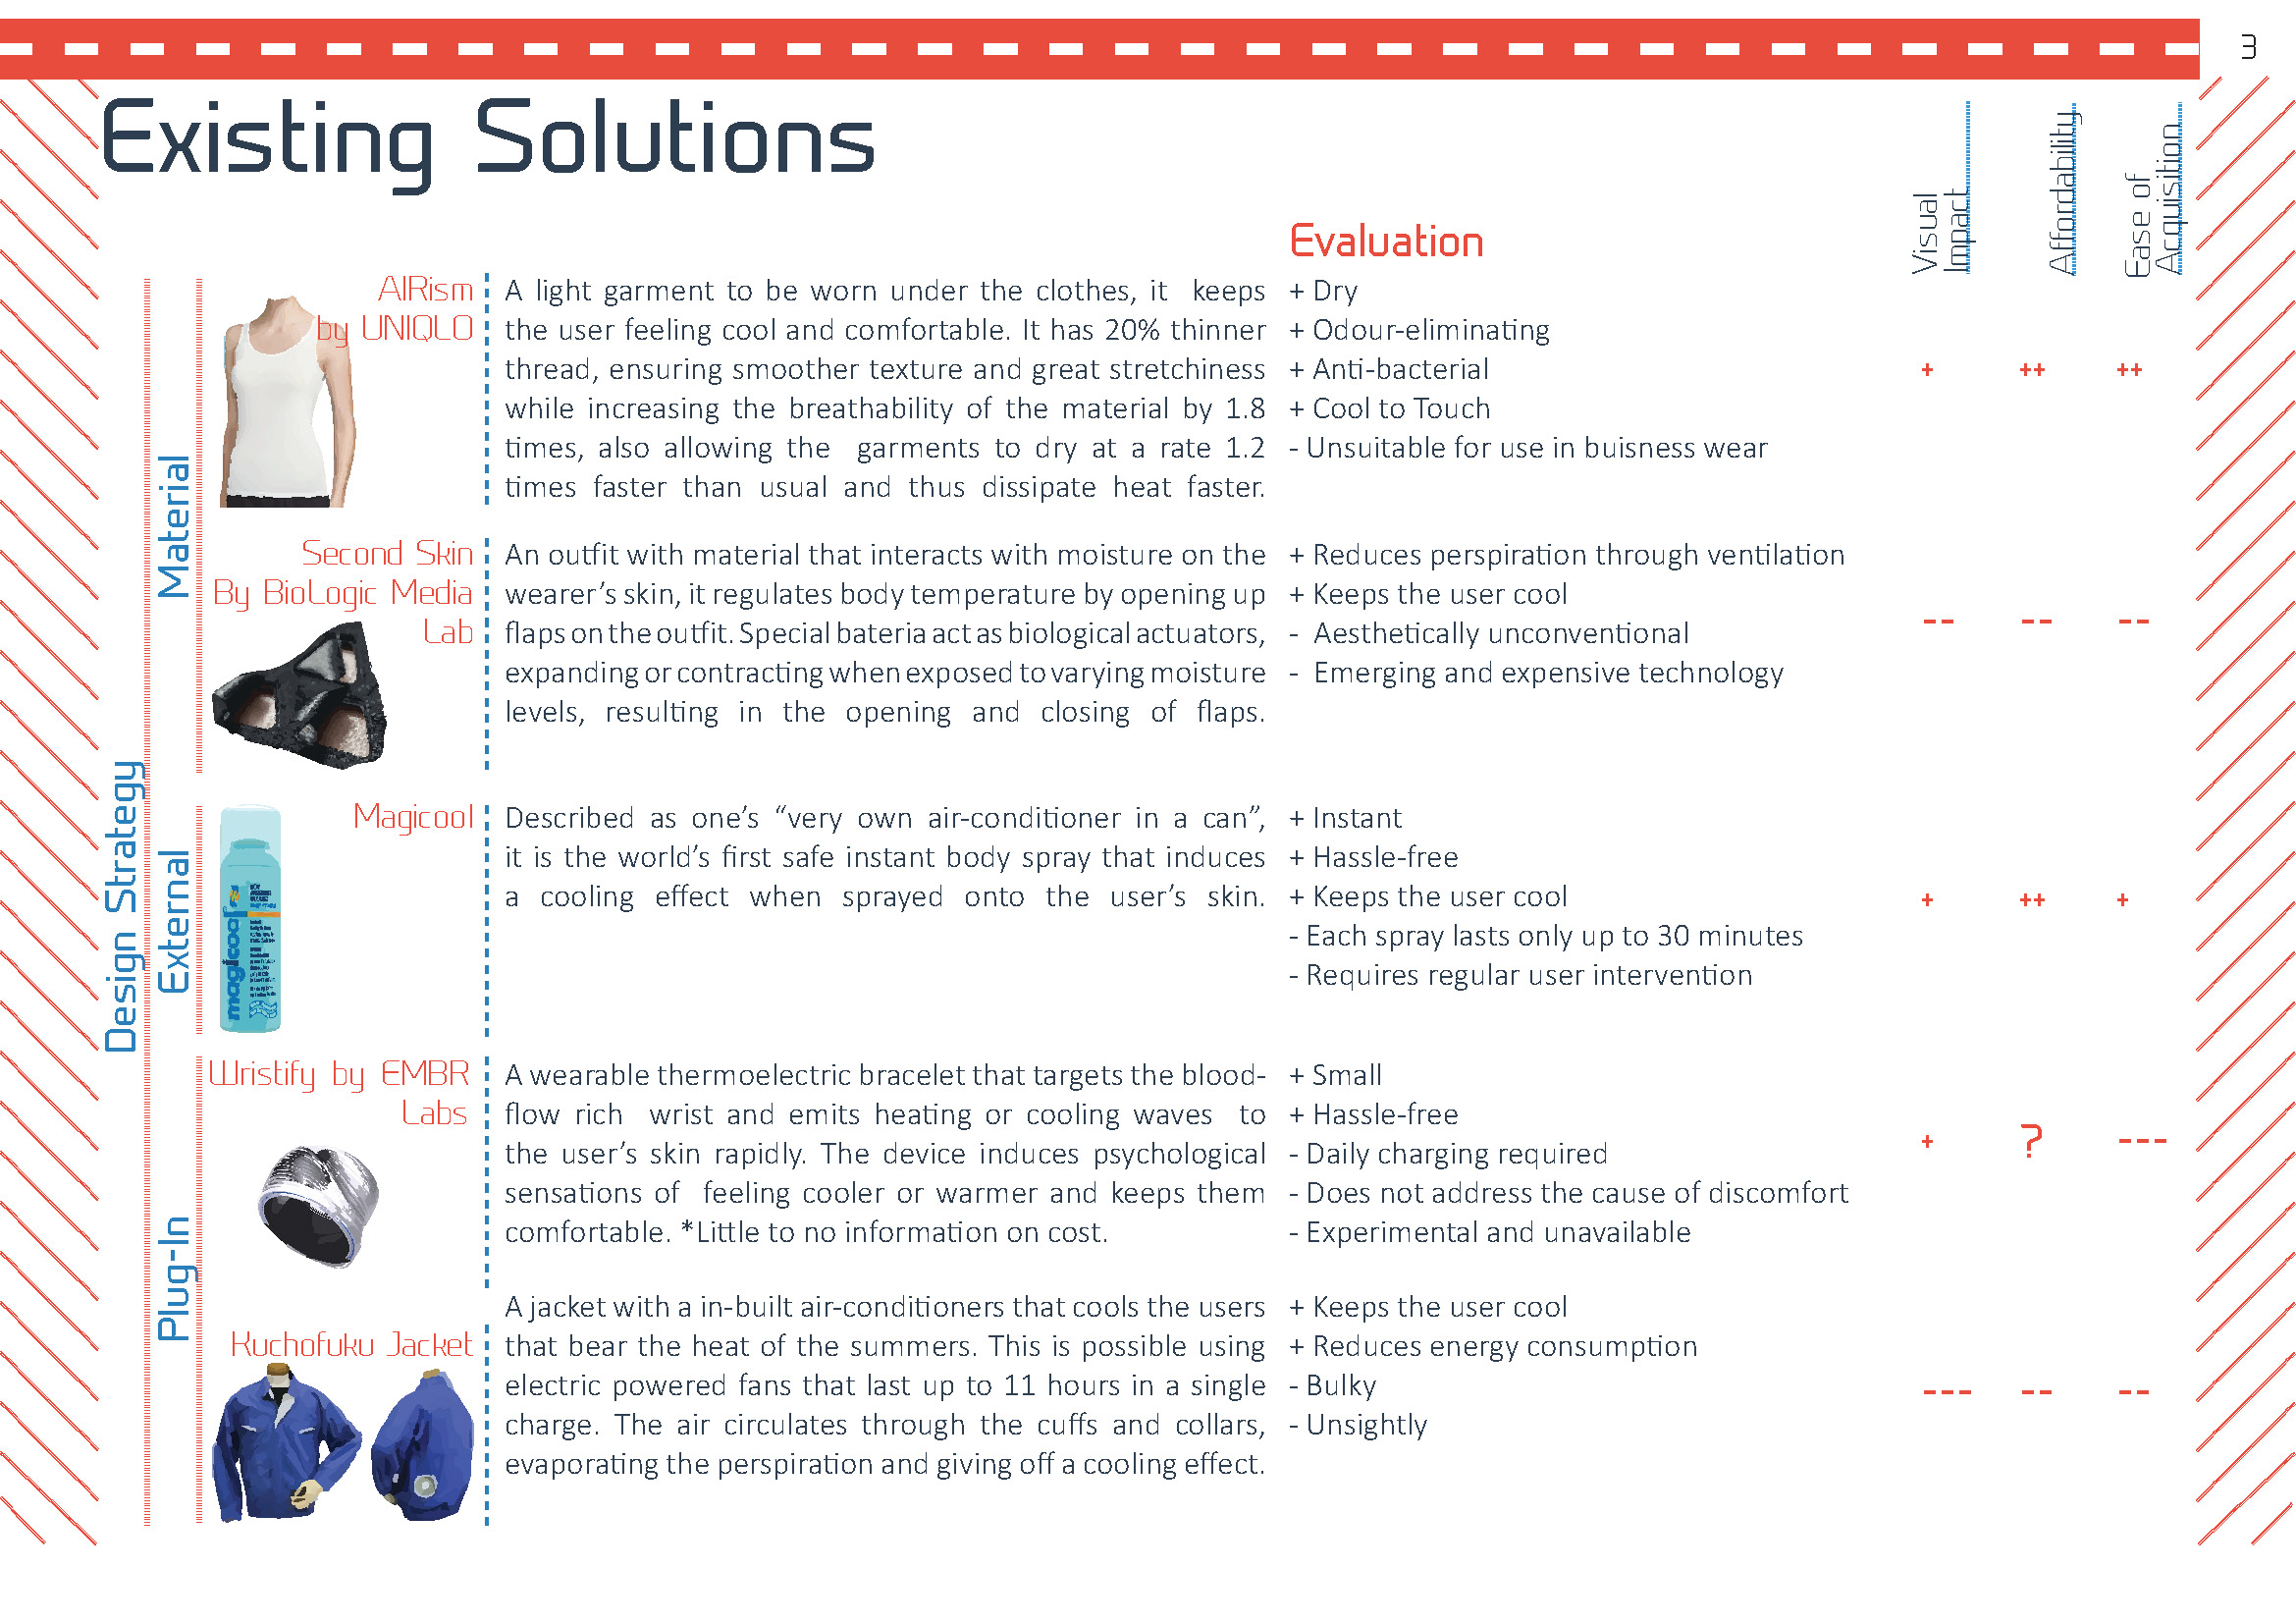 3
Existing Solutions
Visual
Impact
Affordability
Ease of
Acquisition
Evaluation
Design Strategy
Material
AIRism
by UNIQLO
A light garment to be worn under the clothes, it keeps
the user feeling cool and comfortable. It has 20% thinner
thread, ensuring smoother texture and great stretchiness
while increasing the breathability of the material by 1.8
times, also allowing the garments to dry at a rate 1.2
times faster than usual and thus dissipate heat faster.
+ Dry
+ Odour-eliminating
+ Anti-bacterial
+ Cool to Touch
- Unsuitable for use in buisness wear
+ ++ ++
Second Skin
By BioLogic Media
Lab
An outfit with material that interacts with moisture on the
wearer's skin, it regulates body temperature by opening up
flaps on the outfit. Special bateria act as biological actuators,
expanding or contracting when exposed to varying moisture
levels, resulting in the opening and closing of flaps.
+ Reduces perspiration through ventilation
+ Keeps the user cool
- Aesthetically unconventional
- Emerging and expensive technology
-- -- --
External
Magicool
magicool
Described as one's “very own air-conditioner in a can”,
it is the world's first safe instant body spray that induces
a cooling effect when sprayed onto the user's skin.
+ Instant
+ Hassle-free
+ Keeps the user cool
- Each spray lasts only up to 30 minutes
- Requires regular user intervention
+ ++ +
Plug-In
Wristify by EMBR
Labs
A wearable thermoelectric bracelet that targets the blood-
flow rich wrist and emits heating or cooling waves to
the user's skin rapidly. The device induces psychological
sensations of feeling cooler or warmer and keeps them
comfortable. *Little to no information on cost.
+ Small
+ Hassle-free
- Daily charging required
- Does not address the cause of discomfort
- Experimental and unavailable
+ ? ---
Kuchofuku Jacket
A jacket with a in-built air-conditioners that cools the users
that bear the heat of the summers. This is possible using
electric powered fans that last up to 11 hours in a single
charge. The air circulates through the cuffs and collars,
evaporating the perspiration and giving off a cooling effect.
+ Keeps the user cool
+ Reduces energy consumption
- Bulky
- Unsightly
--- -- --